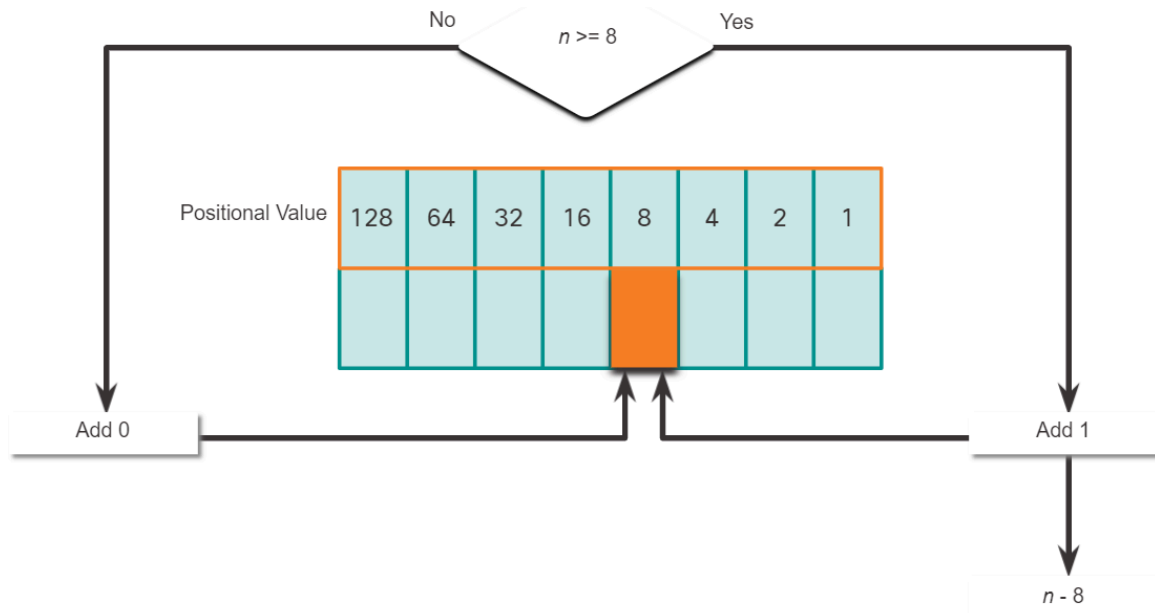 No
n >= 8
Yes
Positional Value
128 64 32 16 8 4 2 1
Add 0
Add 1
n - 8